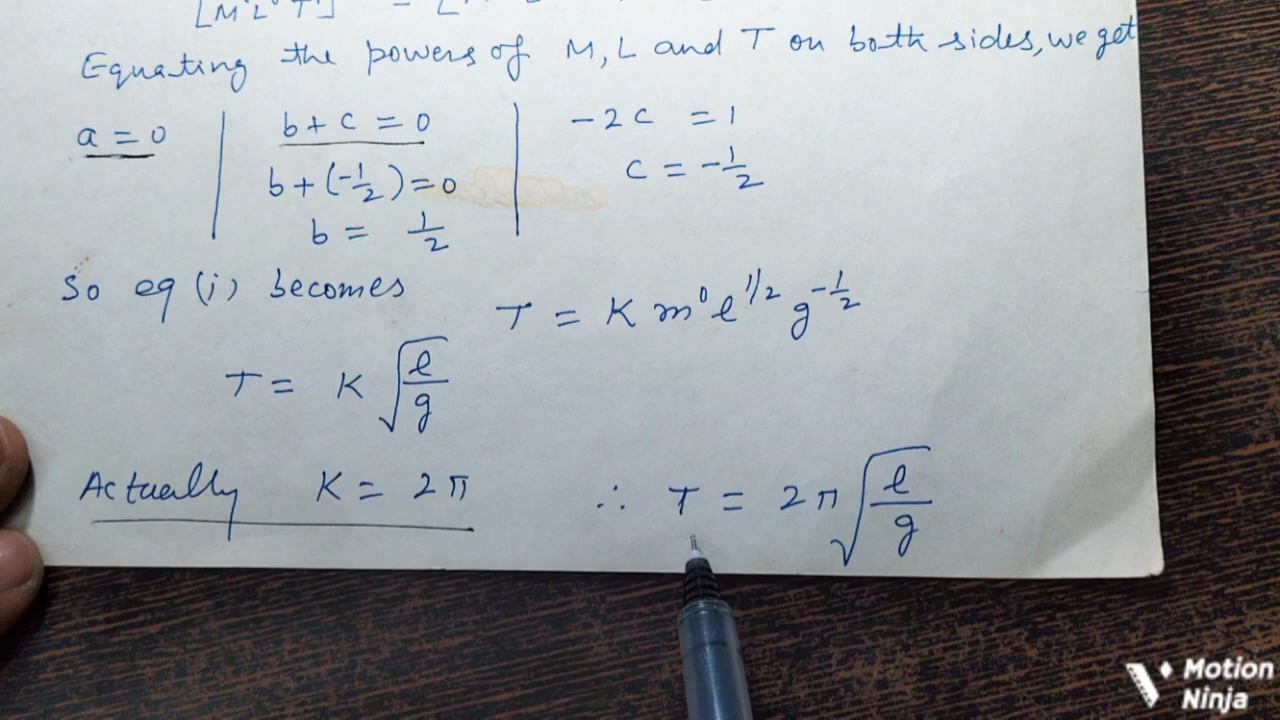 [M⁰L⁰T¹] = [M
Equating the powers of M, L and T on both sides, we get
a = 0 | b + c = 0 | -2c = 1
b + (-1/2) = 0 | c = -1/2
b = 1/2
So eq (i) becomes
T = K m⁰ l^1/2 g^-1/2
T = K √(l/g)
Actually K = 2π ∴ T = 2π √(l/g)
Motion
Ninja